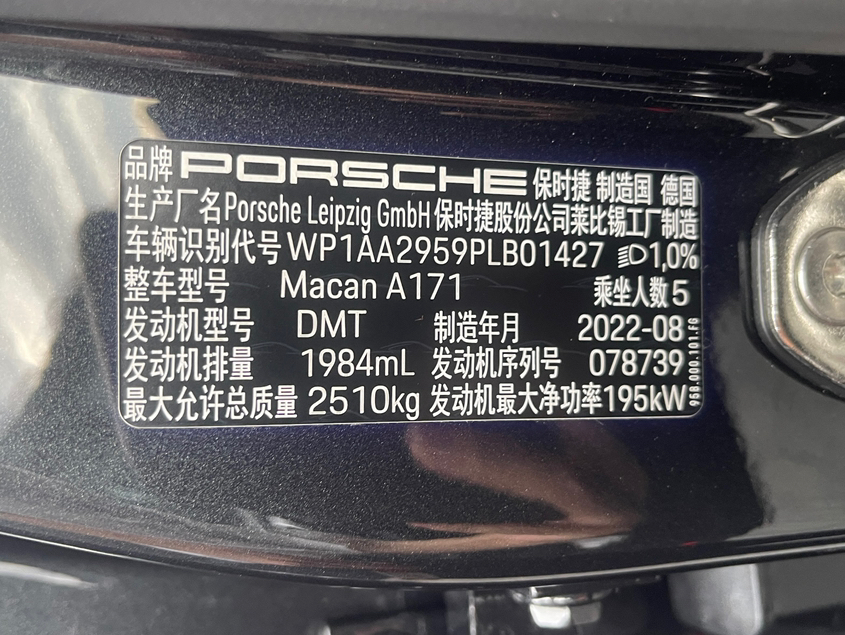 品牌 PORSCHE 保时捷 制造国 德国
生产厂名Porsche Leipzig GmbH 保时捷股份公司莱比锡工厂制造
车辆识别代号 WP1AA2959PLB01427 1,0%
整车型号 Macan A171 乘坐人数 5
发动机型号 DMT 制造年月 2022-08
发动机排量 1984mL 发动机序列号 078739
最大允许总质量 2510kg 发动机最大净功率195kW
95B.000.101.FG